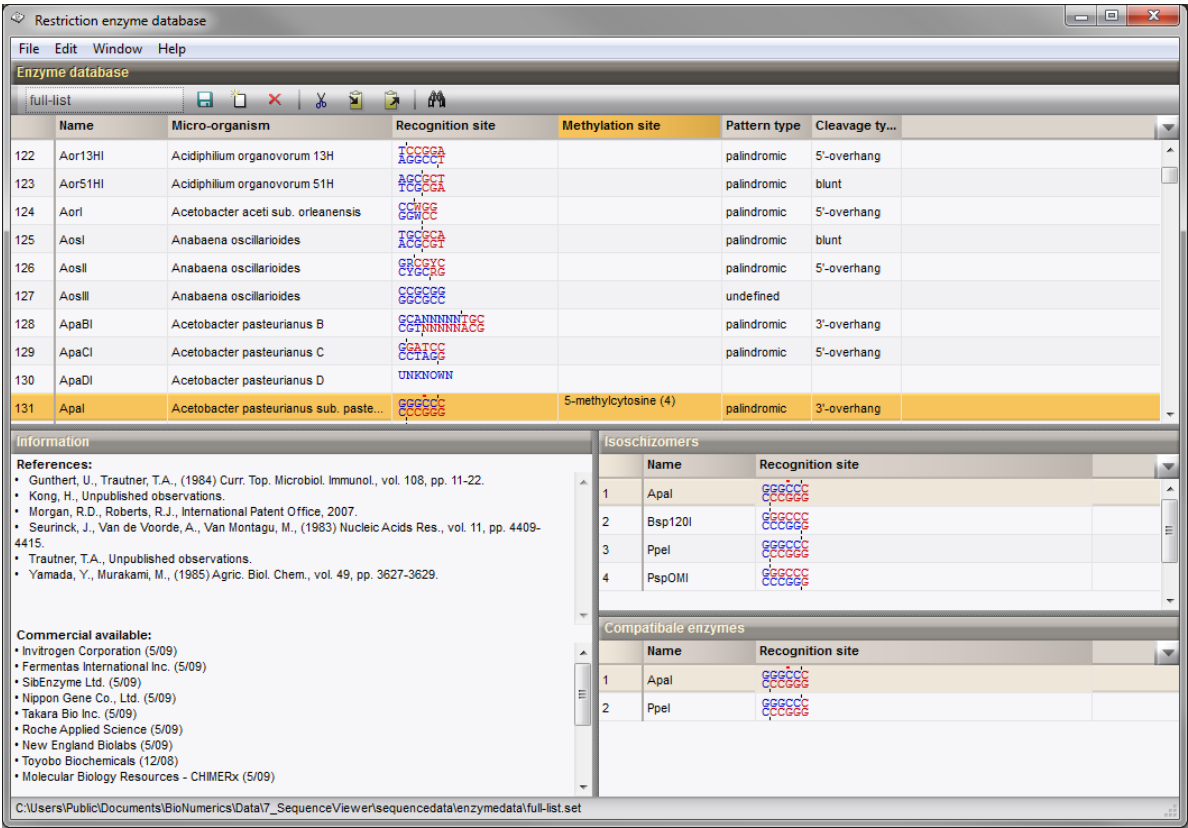 Restriction enzyme database
File Edit Window Help
Enzyme database
full-list
Name Micro-organism Recognition site Methylation site Pattern type Cleavage ty...
122 Aor13HI Acidiphilium organovorum 13H TCCGGA palindromic 5'-overhang
AGGCCT
123 Aor51HI Acidiphilium organovorum 51H AGCGCT palindromic blunt
TCGCGA
124 AorI Acetobacter aceti sub. orleanensis CCWGG palindromic 5'-overhang
GGWCC
125 AosI Anabaena oscillarioides TGCGCA palindromic blunt
ACGCGT
126 AosII Anabaena oscillarioides GRCGYC palindromic 5'-overhang
CYGCRG
127 AosIII Anabaena oscillarioides CCGCGG undefined
GGCGCC
128 ApaBI Acetobacter pasteurianus B GCANNNNNTGC palindromic 3'-overhang
CGTNNNNNACG
129 ApaCI Acetobacter pasteurianus C GGATCC palindromic 5'-overhang
CCTAGG
130 ApaDI Acetobacter pasteurianus D UNKNOWN
131 ApaI Acetobacter pasteurianus sub. paste... GGGCCC 5-methylcytosine (4) palindromic 3'-overhang
CCCGGG
Information
References:
• Gunthert, U., Trautner, T.A., (1984) Curr. Top. Microbiol. Immunol., vol. 108, pp. 11-22.
• Kong, H., Unpublished observations.
• Morgan, R.D., Roberts, R.J., International Patent Office, 2007.
• Seurinck, J., Van de Voorde, A., Van Montagu, M., (1983) Nucleic Acids Res., vol. 11, pp. 4409-
4415.
• Trautner, T.A., Unpublished observations.
• Yamada, Y., Murakami, M., (1985) Agric. Biol. Chem., vol. 49, pp. 3627-3629.
Commercial available:
• Invitrogen Corporation (5/09)
• Fermentas International Inc. (5/09)
• SibEnzyme Ltd. (5/09)
• Nippon Gene Co., Ltd. (5/09)
• Takara Bio Inc. (5/09)
• Roche Applied Science (5/09)
• New England Biolabs (5/09)
• Toyobo Biochemicals (12/08)
• Molecular Biology Resources - CHIMERx (5/09)
Isoschizomers
Name Recognition site
1 ApaI GGGCCC
CCCGGG
2 Bsp120I GGGCCC
CCCGGG
3 PpeI GGGCCC
CCCGGG
4 PspOMI GGGCCC
CCCGGG
Compatibale enzymes
Name Recognition site
1 ApaI GGGCCC
CCCGGG
2 PpeI GGGCCC
CCCGGG
C:\Users\Public\Documents\BioNumerics\Data\7_SequenceViewer\sequencedata\enzymedata\full-list.set